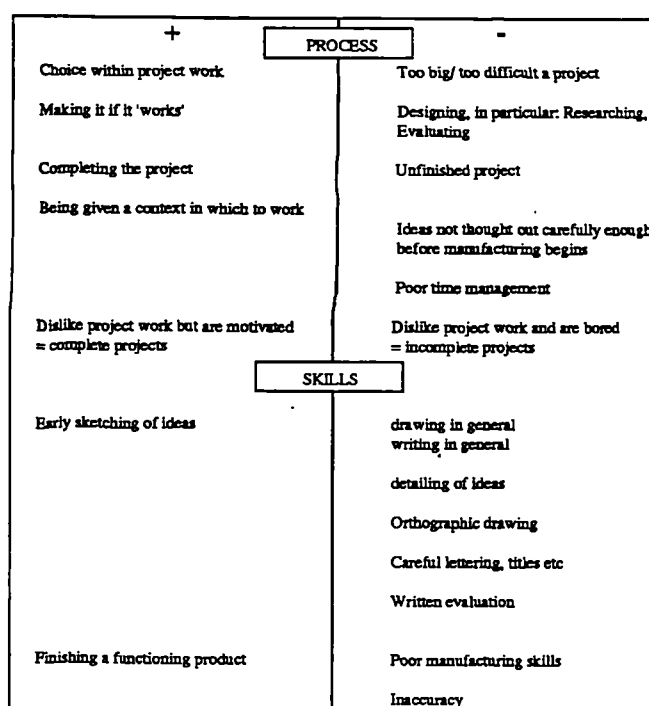 + PROCESS -
Choice within project work
Too big/ too difficult a project
Making it if it 'works'
Designing, in particular: Researching,
Evaluating
Completing the project
Unfinished project
Being given a context in which to work
Ideas not thought out carefully enough
before manufacturing begins
Poor time management
Dislike project work but are motivated
= complete projects
Dislike project work and are bored
= incomplete projects
SKILLS
Early sketching of ideas
drawing in general
writing in general
detailing of ideas
Orthographic drawing
Careful lettering, titles etc
Written evaluation
Finishing a functioning product
Poor manufacturing skills
Inaccuracy